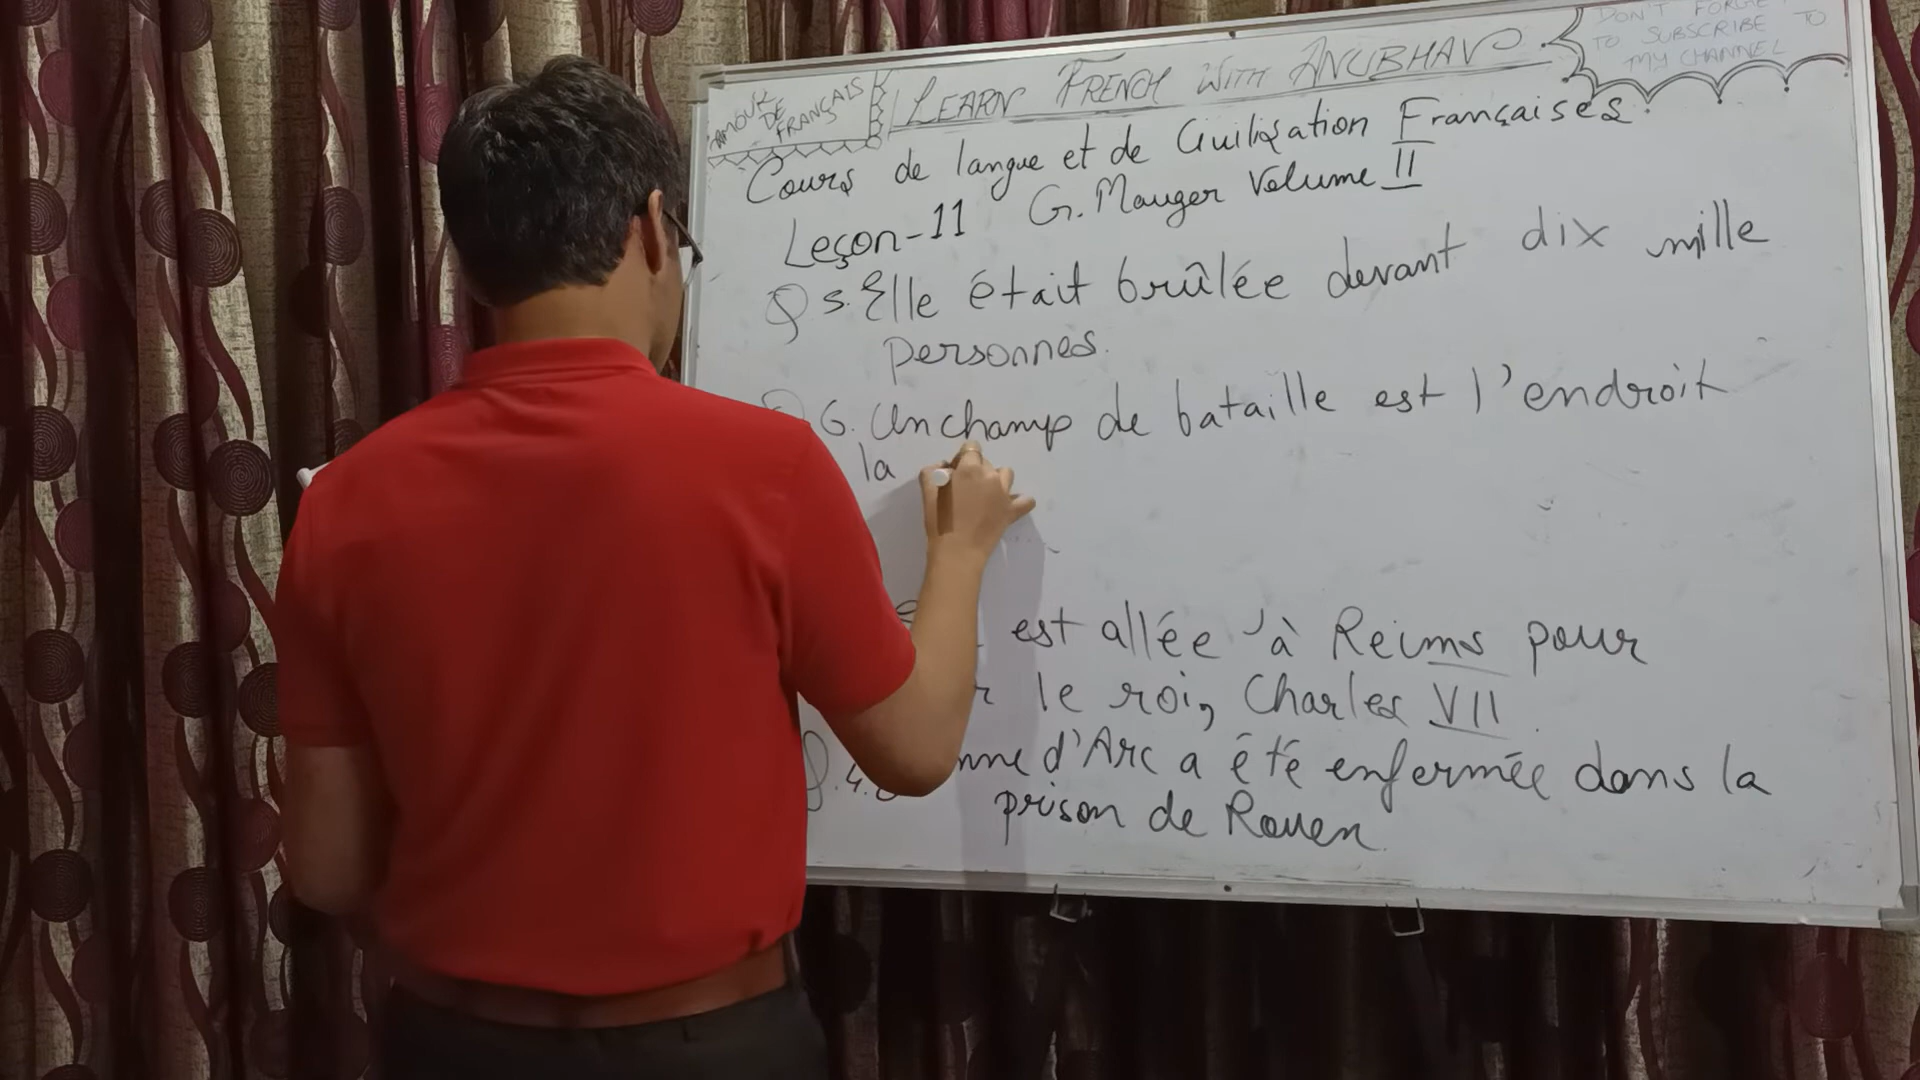 AMOUR
DE
FRANÇAIS
LEARN FRENCH WITH ANUBHAV
DON'T FORGET
TO SUBSCRIBE TO
MY CHANNEL
Cours de langue et de Civilisation Françaises.
Leçon-11 G. Mauger Volume II
Q 5. Elle était brûlée devant dix mille
personnes.
6. Un champ de bataille est l'endroit
la
est allée à Reims pour
le roi, Charles VII.
.4. d'Arc a été enfermée dans la
prison de Rouen